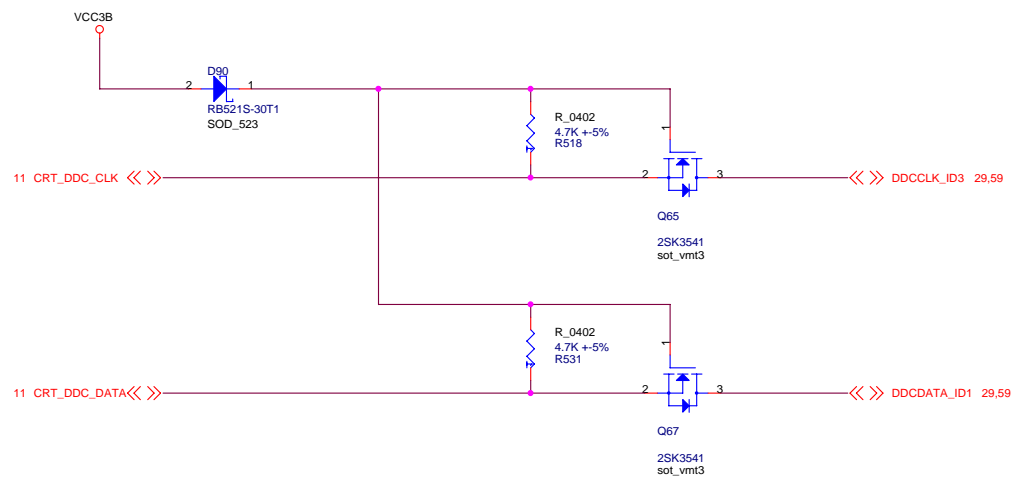 VCC3B
D90
2 1
RB521S-30T1
SOD_523
R_0402
4.7K +-5%
R518
1
11 CRT_DDC_CLK
2 3
DDCCLK_ID3 29,59
Q65
2SK3541
sot_vmt3
R_0402
4.7K +-5%
R531
1
11 CRT_DDC_DATA
2 3
DDCDATA_ID1 29,59
Q67
2SK3541
sot_vmt3